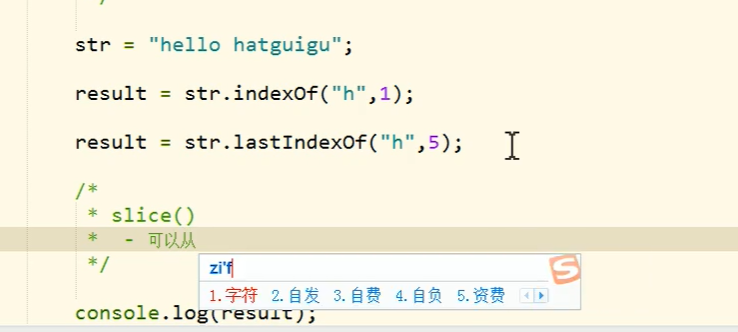 */
str = "hello hatguigu";
result = str.indexOf("h",1);
result = str.lastIndexOf("h",5);
/*
* slice()
* - 可以从
*/
zi'f
1.字符 2.自发 3.自费 4.自负 5.资费
console.log(result);